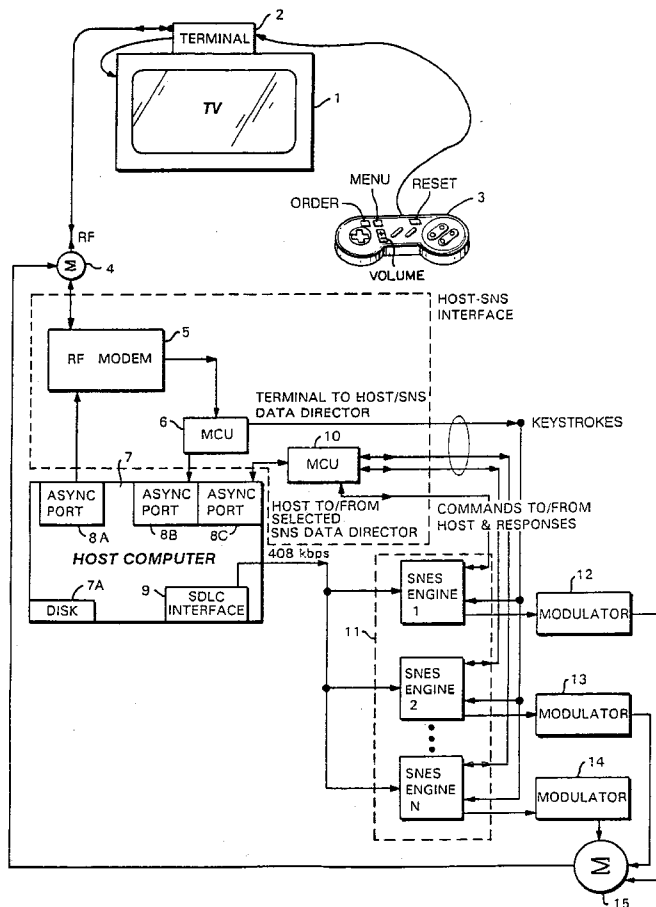 2
TERMINAL
TV
1
MENU
RESET
3
ORDER
VOLUME
RF
M
4
HOST-SNS
INTERFACE
5
RF MODEM
TERMINAL TO HOST/SNS
DATA DIRECTOR
KEYSTROKES
6
MCU
10
MCU
7
ASYNC
PORT
8A
ASYNC
PORT
8B
ASYNC
PORT
8C
HOST TO/FROM
SELECTED
SNS DATA DIRECTOR
COMMANDS TO/FROM
HOST & RESPONSES
HOST COMPUTER
408 kbps
7A
DISK
9
SDLC
INTERFACE
11
SNES
ENGINE
1
12
MODULATOR
SNES
ENGINE
2
13
MODULATOR
SNES
ENGINE
N
14
MODULATOR
M
15